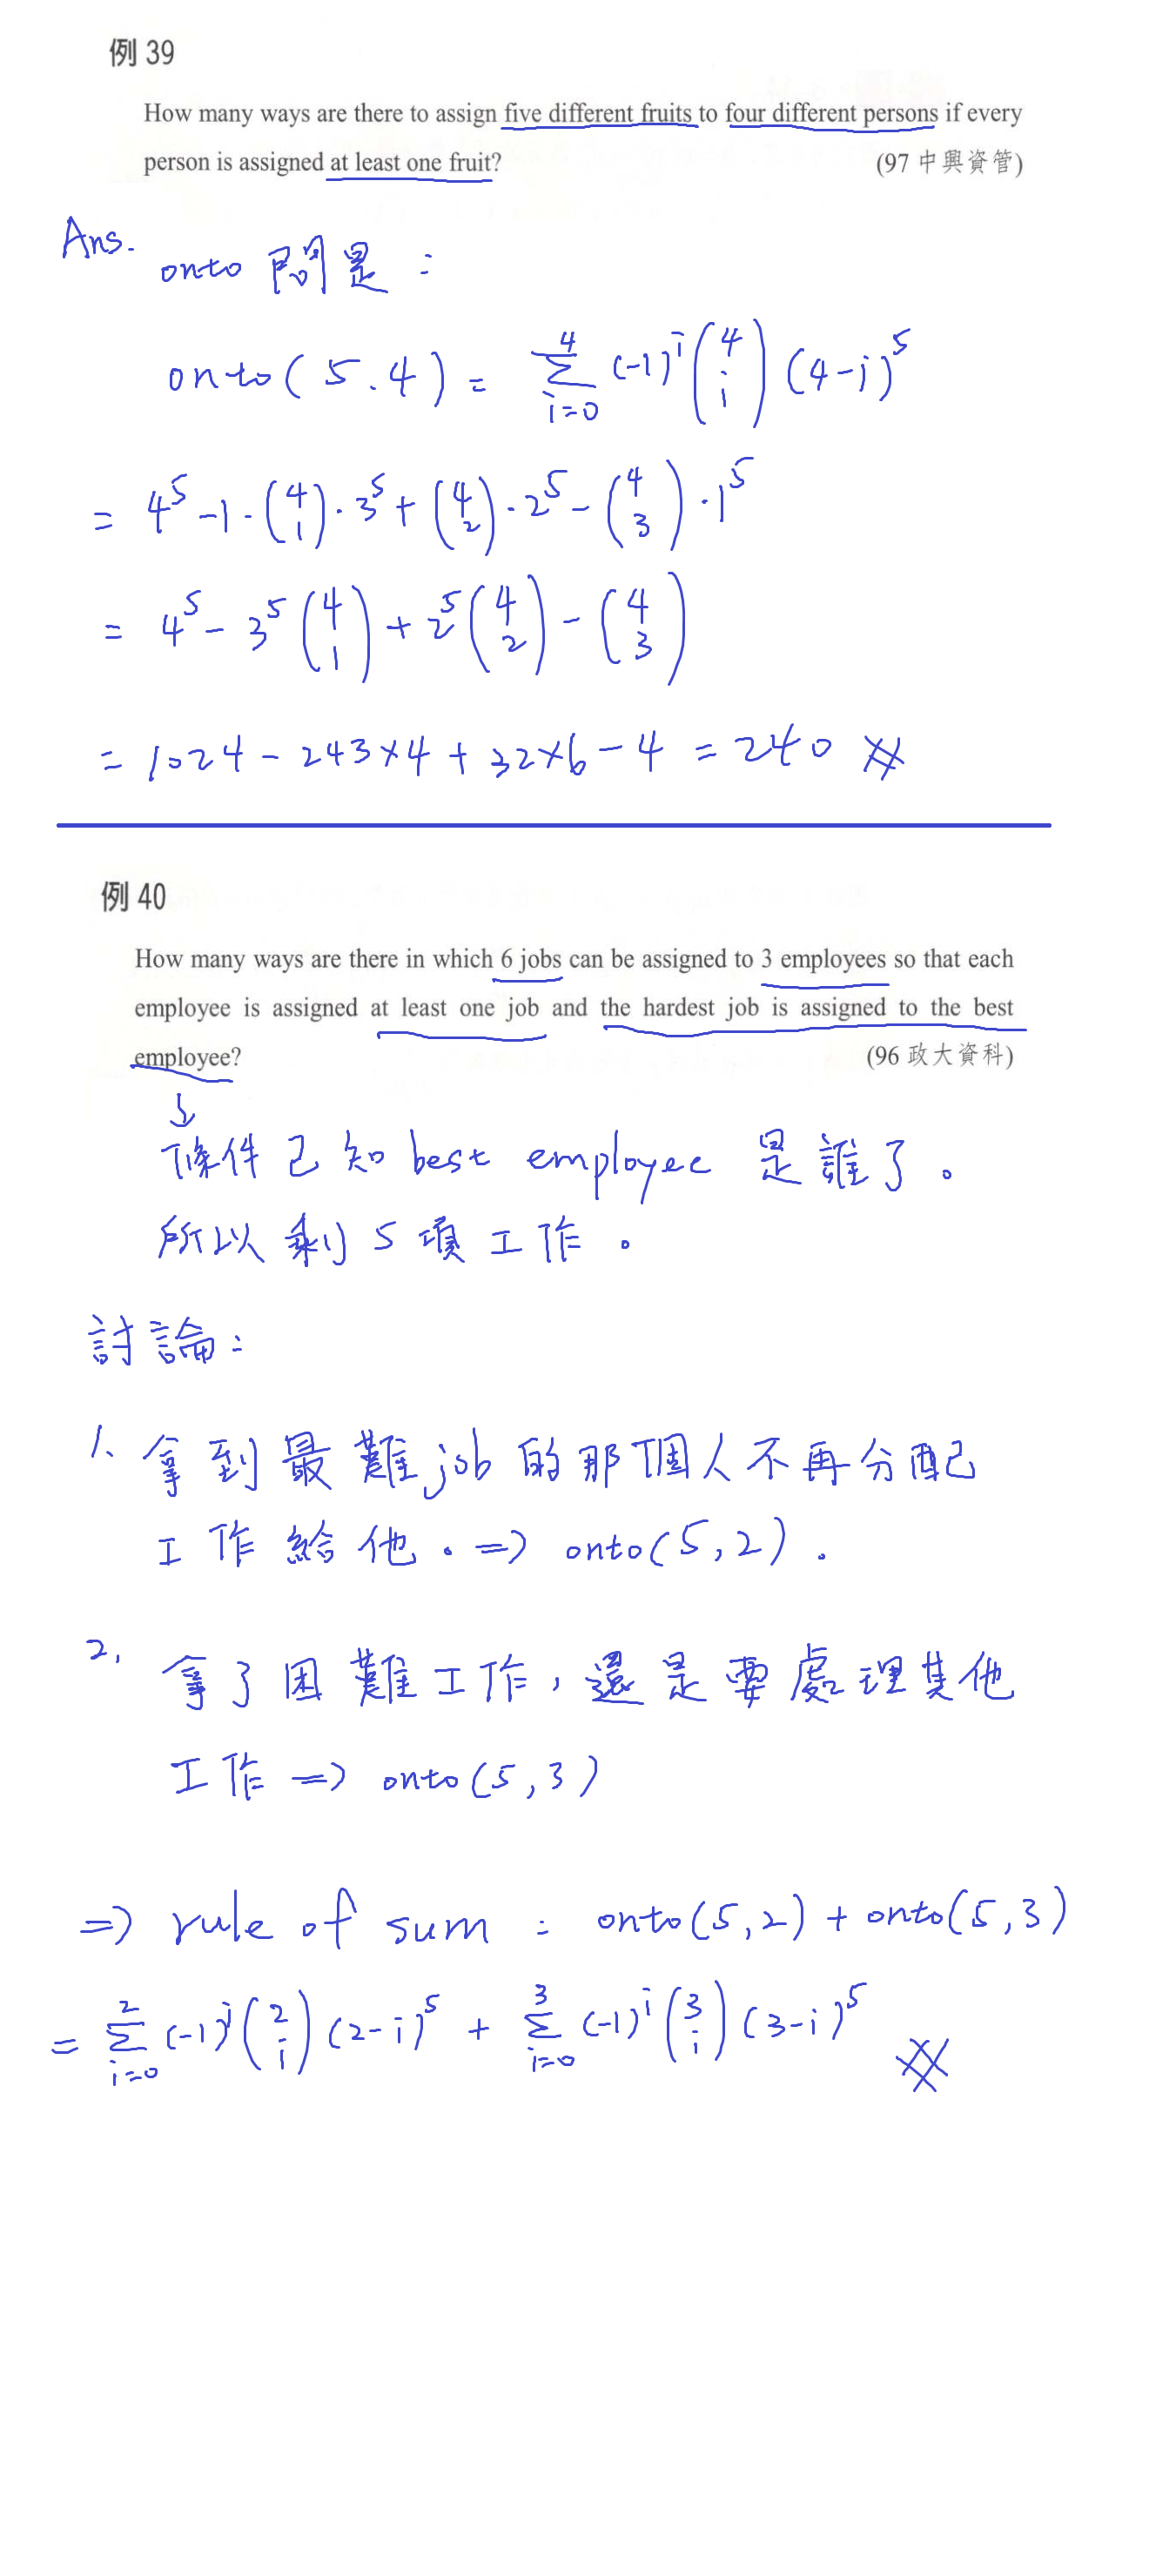 例 39
How many ways are there to assign five different fruits to four different persons if every
person is assigned at least one fruit? (97 中興資管)
Ans.
onto 問題：
onto(5.4) = \sum_{i=0}^{4} (-1)^i \binom{4}{i} (4-i)^5
= 4^5 - 1 \cdot \binom{4}{1} \cdot 3^5 + \binom{4}{2} \cdot 2^5 - \binom{4}{3} \cdot 1^5
= 4^5 - 3^5 \binom{4}{1} + 2^5 \binom{4}{2} - \binom{4}{3}
= 1024 - 243×4 + 32×6 - 4 = 240
例 40
How many ways are there in which 6 jobs can be assigned to 3 employees so that each
employee is assigned at least one job and the hardest job is assigned to the best
employee? (96 政大資科)
↓
條件已知 best employee 是誰了。
所以剩 5 項工作。
討論：
1、拿到最難 job 的那個人不再分配
工作給他. ⇒ onto(5,2).
2. 拿了困難工作，還是要處理其他
工作 ⇒ onto(5,3)
⇒ rule of sum : onto(5,2) + onto(5,3)
= \sum_{i=0}^{2} (-1)^i \binom{2}{i} (2-i)^5 + \sum_{i=0}^{3} (-1)^i \binom{3}{i} (3-i)^5